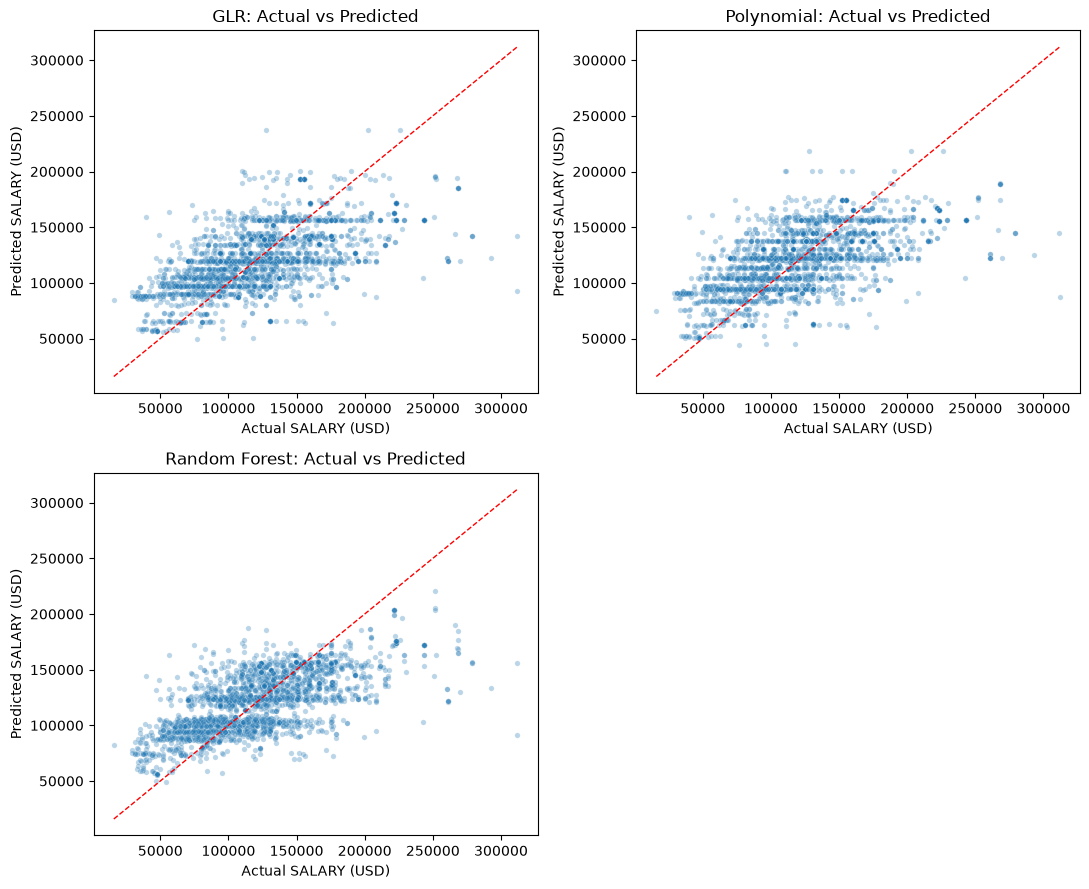 GLR: Actual vs Predicted
300000
250000
200000
150000
100000
50000
Predicted SALARY (USD)
50000 100000 150000 200000 250000 300000
Actual SALARY (USD)
Polynomial: Actual vs Predicted
300000
250000
200000
150000
100000
50000
Predicted SALARY (USD)
50000 100000 150000 200000 250000 300000
Actual SALARY (USD)
Random Forest: Actual vs Predicted
300000
250000
200000
150000
100000
50000
Predicted SALARY (USD)
50000 100000 150000 200000 250000 300000
Actual SALARY (USD)